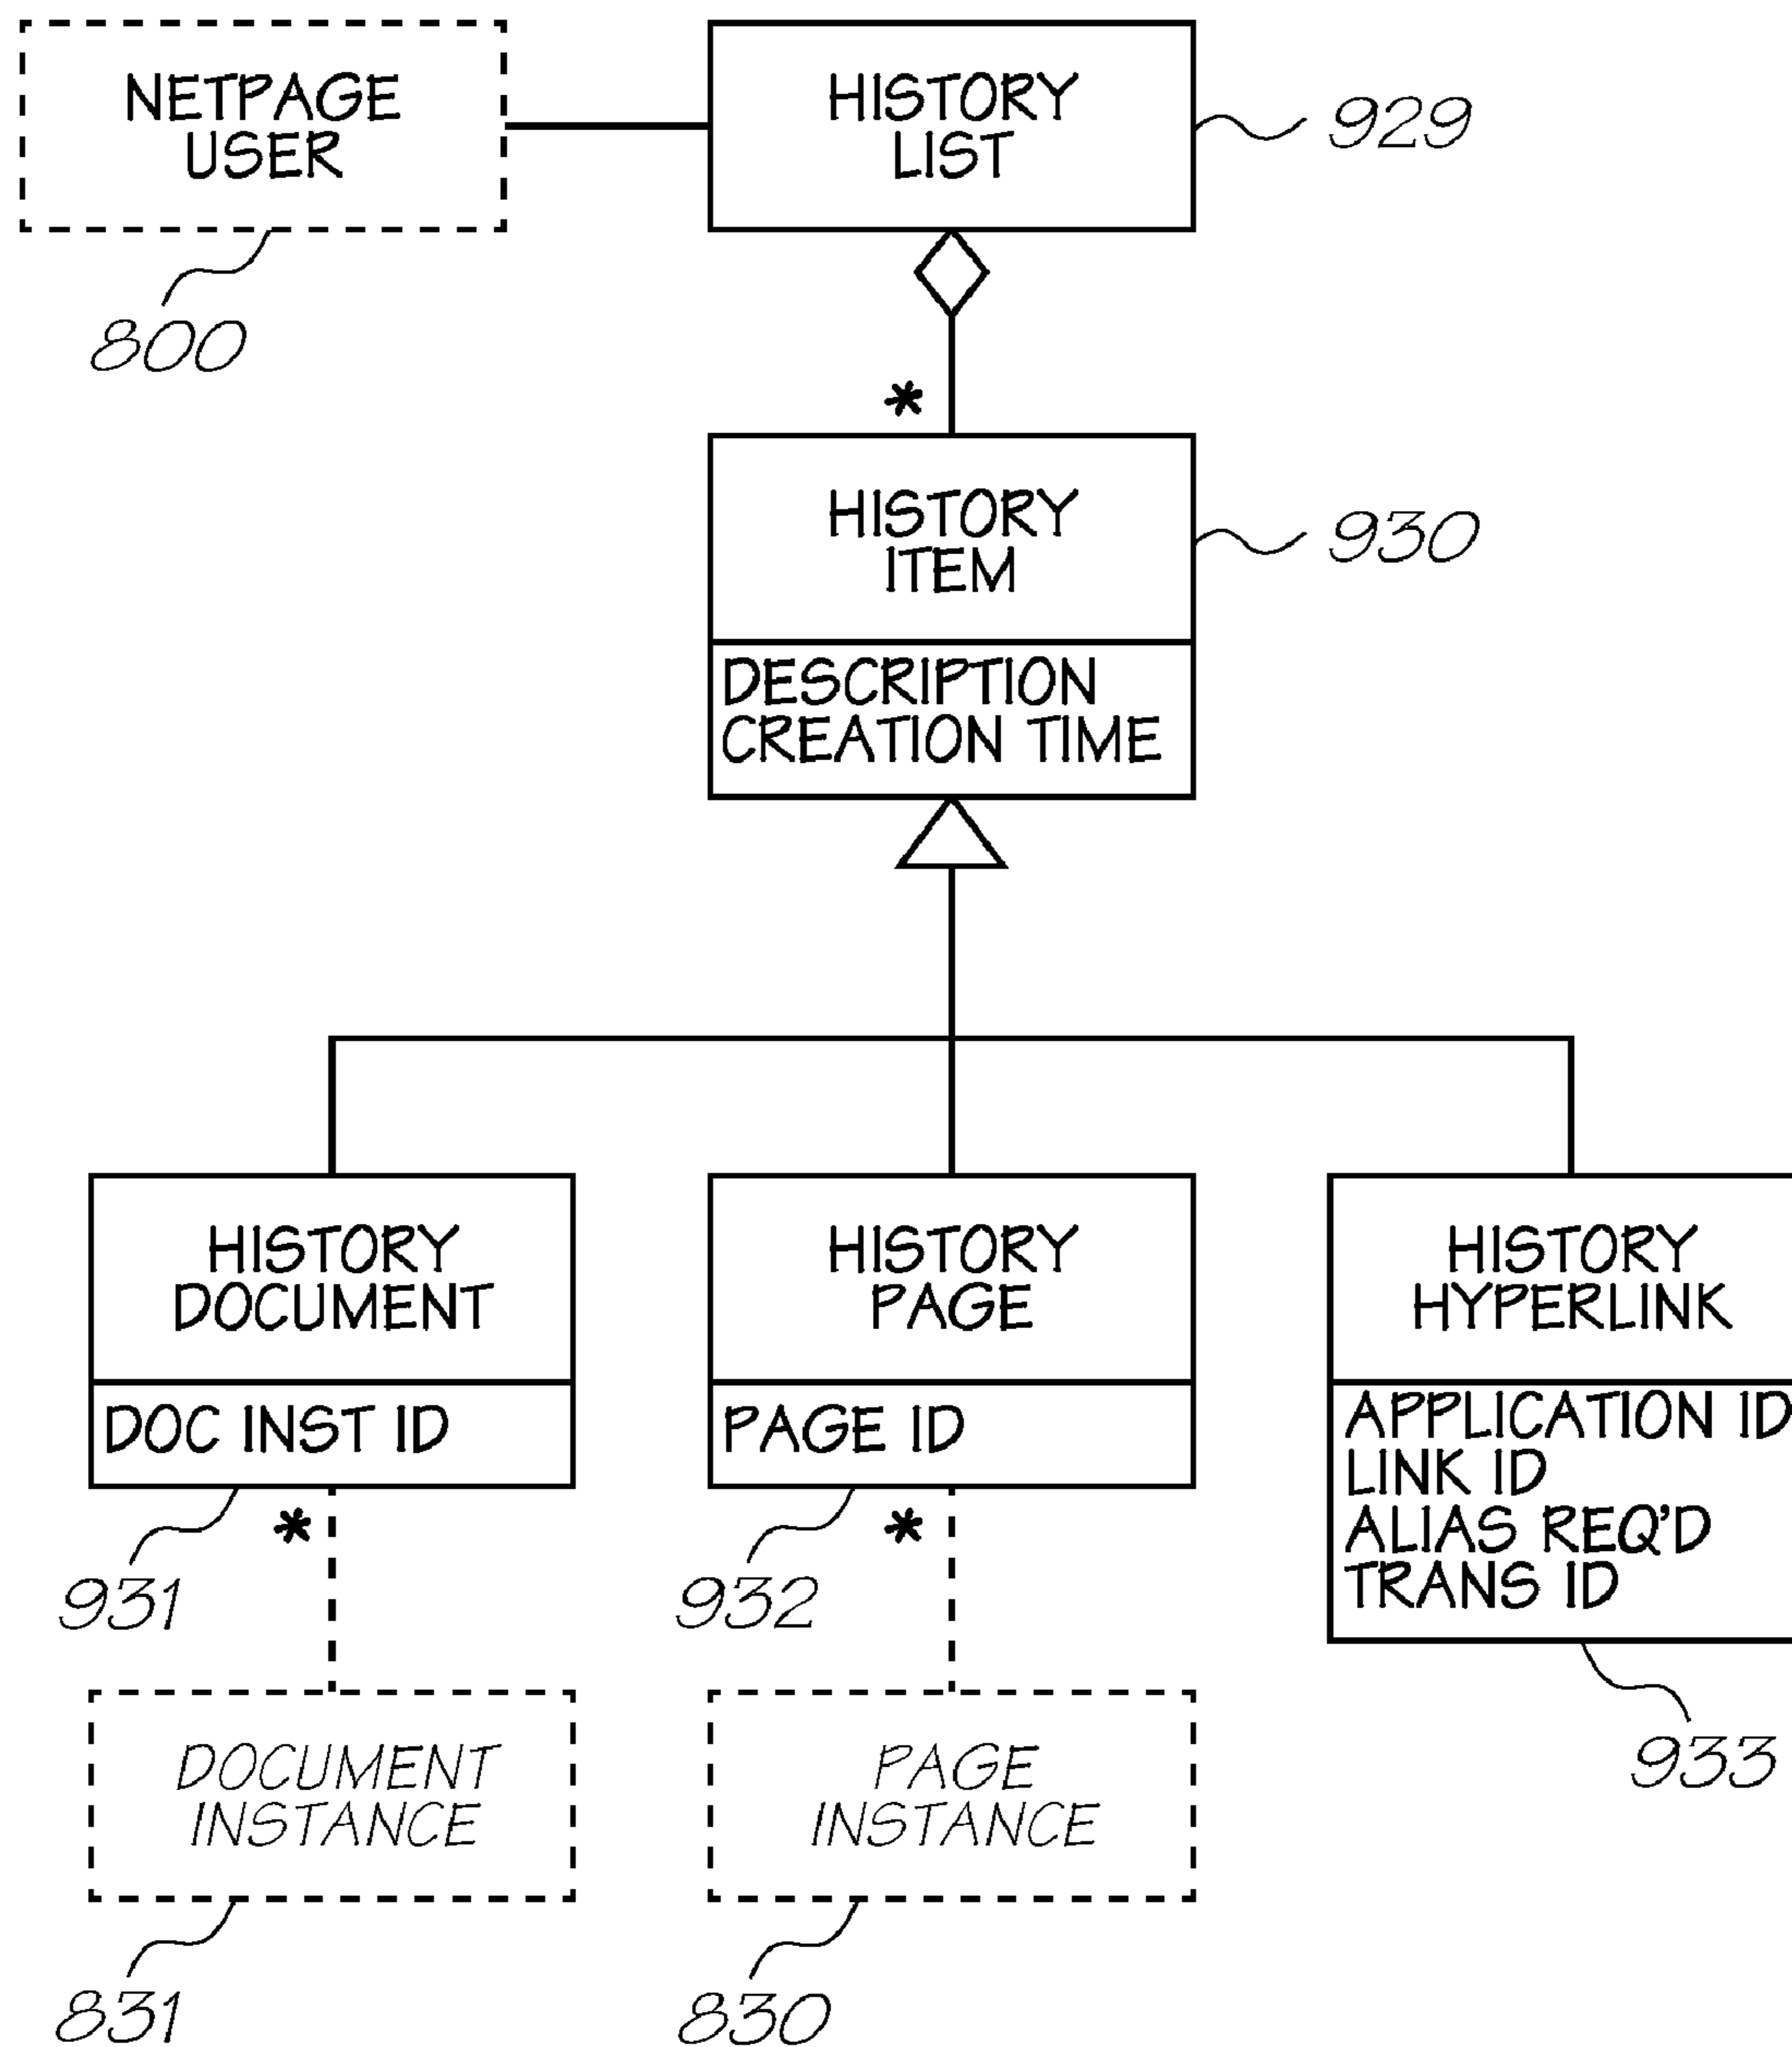 NETPAGE
USER
HISTORY
LIST
929
800
*
HISTORY
ITEM
930
DESCRIPTION
CREATION TIME
HISTORY
DOCUMENT
DOC INST ID
HISTORY
PAGE
PAGE ID
HISTORY
HYPERLINK
APPLICATION ID
LINK ID
ALIAS REQ'D
TRANS ID
*
*
931
932
933
DOCUMENT
INSTANCE
PAGE
INSTANCE
831
830